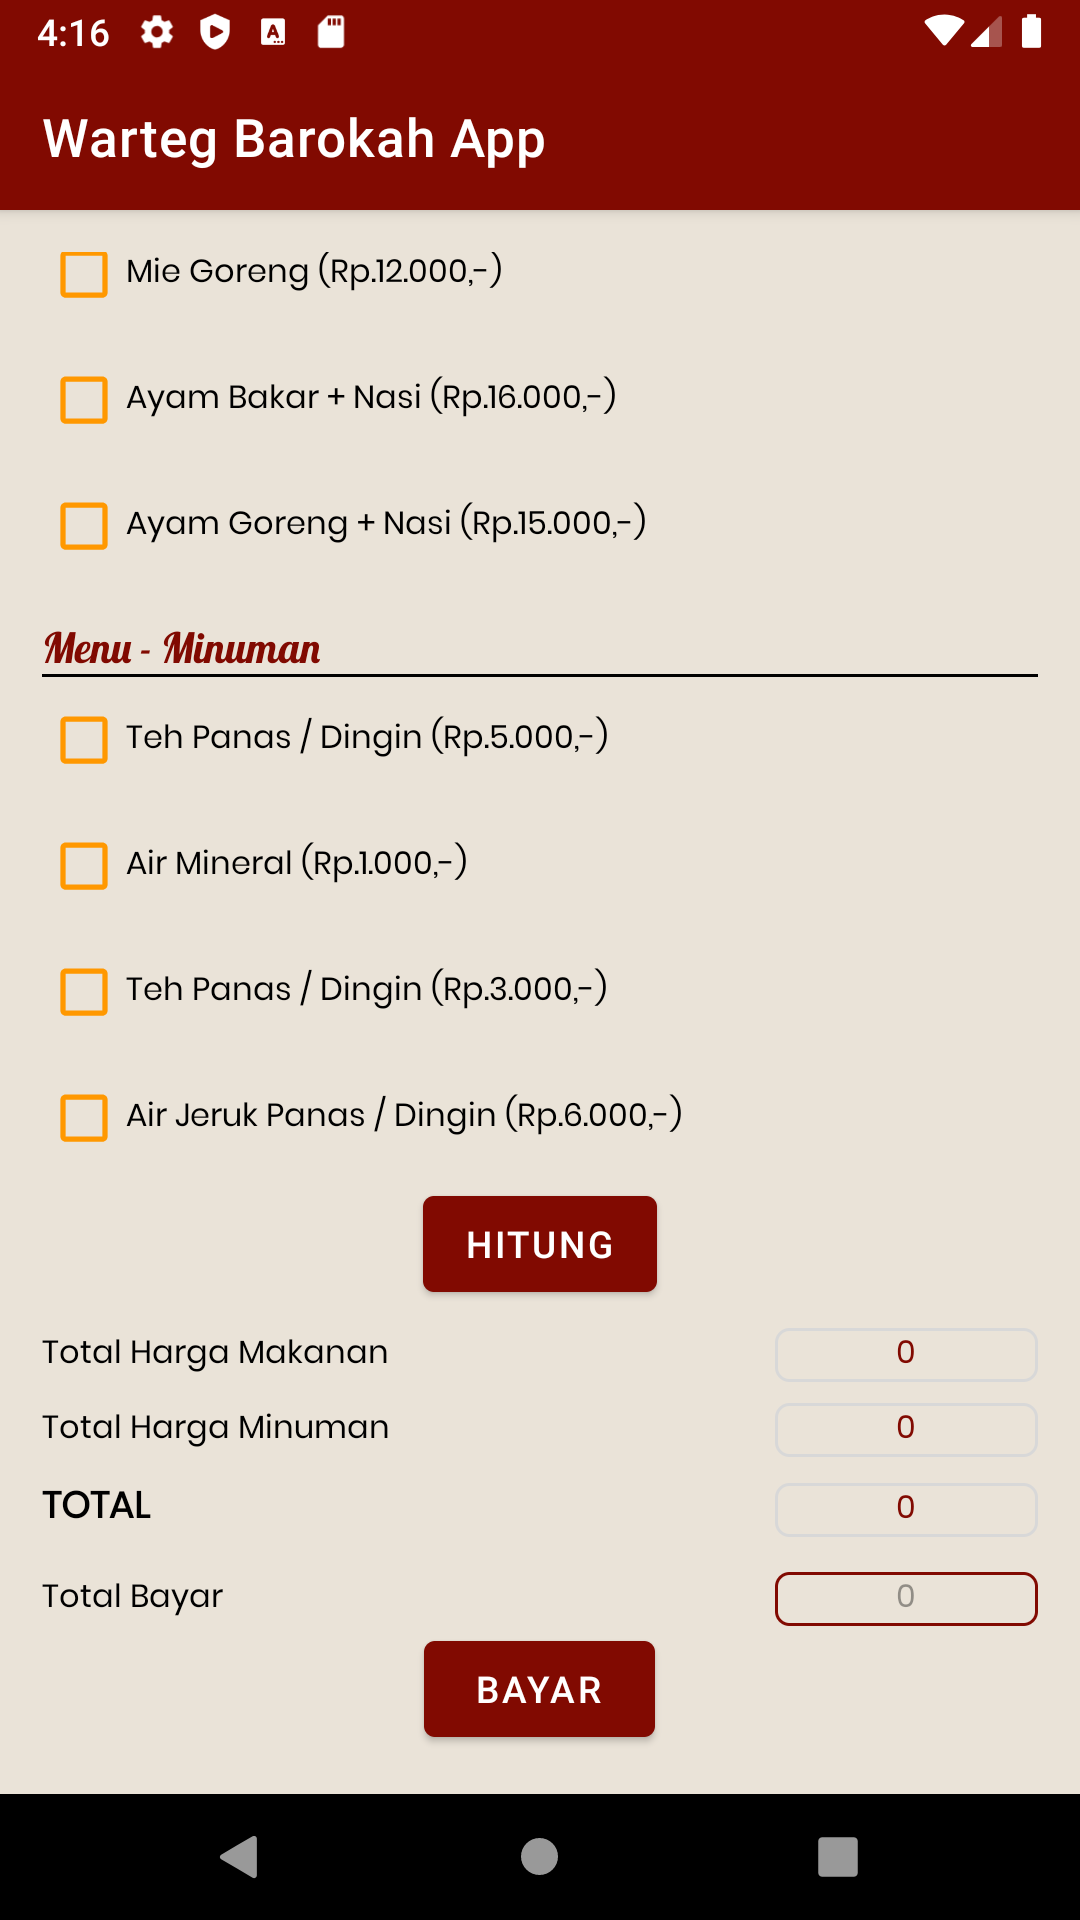 4:16
Warteg Barokah App
Mie Goreng (Rp.12.000,-)
Ayam Bakar + Nasi (Rp.16.000,-)
Ayam Goreng + Nasi (Rp.15.000,-)
Menu - Minuman
Teh Panas / Dingin (Rp.5.000,-)
Air Mineral (Rp.1.000,-)
Teh Panas / Dingin (Rp.3.000,-)
Air Jeruk Panas / Dingin (Rp.6.000,-)
HITUNG
Total Harga Makanan 0
Total Harga Minuman 0
TOTAL 0
Total Bayar 0
BAYAR